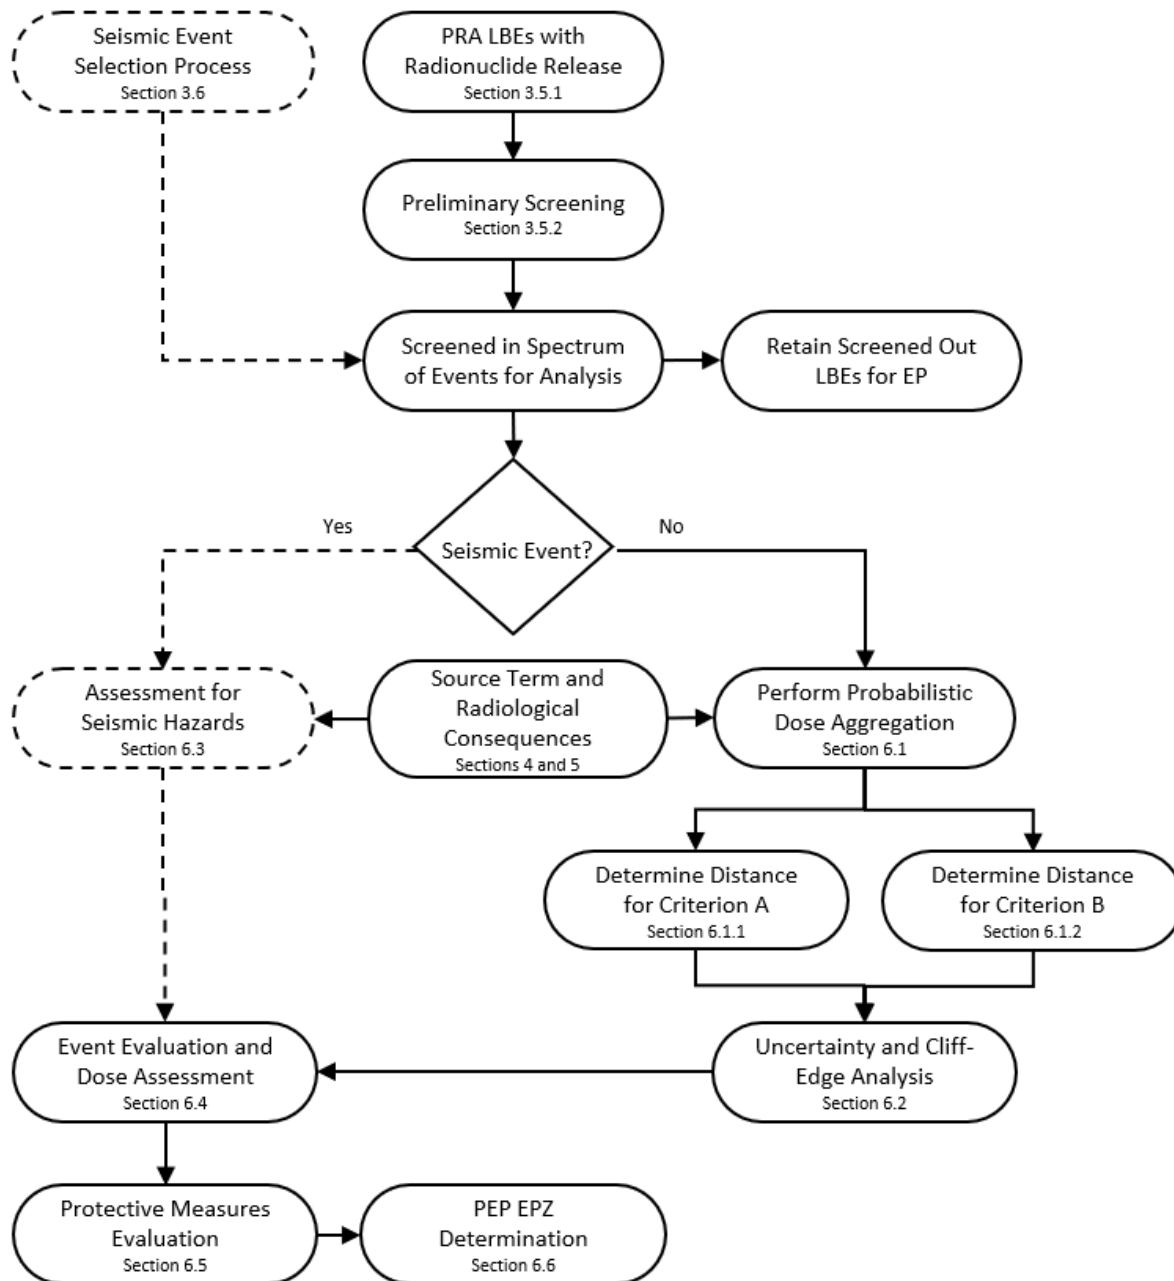 Seismic Event
Selection Process
Section 3.6
PRA LBEs with
Radionuclide Release
Section 3.5.1
Preliminary Screening
Section 3.5.2
Screened in Spectrum
of Events for Analysis
Retain Screened Out
LBEs for EP
Yes
No
Seismic Event?
Assessment for
Seismic Hazards
Section 6.3
Source Term and
Radiological
Consequences
Sections 4 and 5
Perform Probabilistic
Dose Aggregation
Section 6.1
Determine Distance
for Criterion A
Section 6.1.1
Determine Distance
for Criterion B
Section 6.1.2
Event Evaluation and
Dose Assessment
Section 6.4
Uncertainty and Cliff-
Edge Analysis
Section 6.2
Protective Measures
Evaluation
Section 6.5
PEP EPZ
Determination
Section 6.6